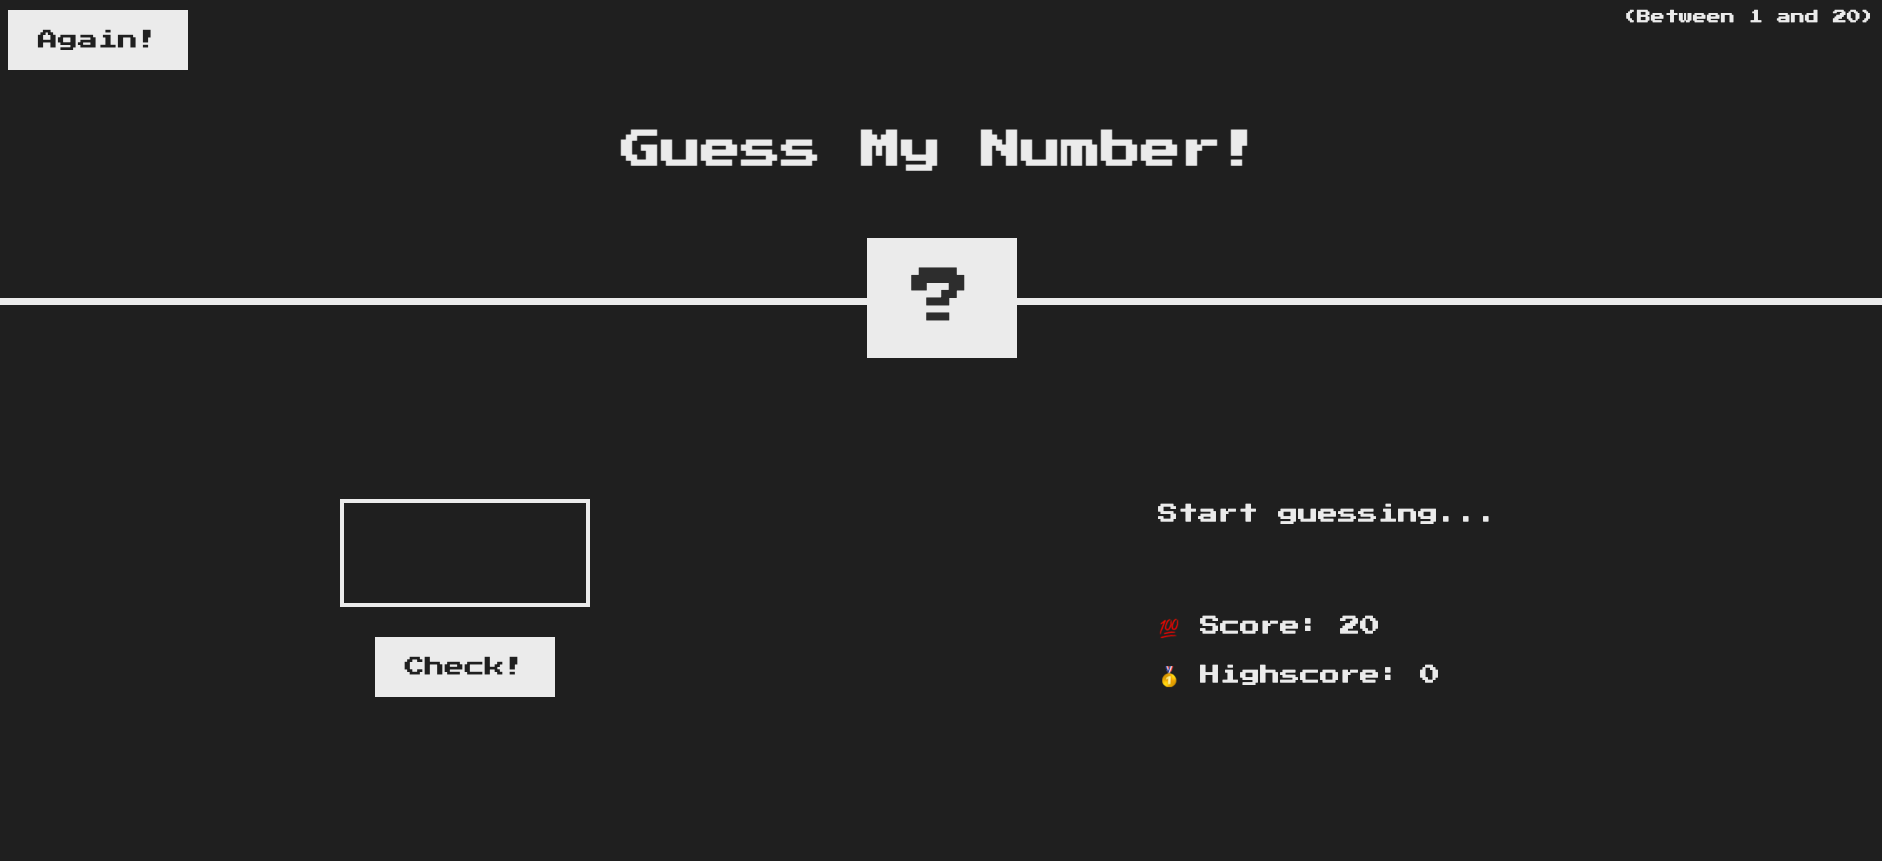 Again!
(Between 1 and 20)
Guess My Number!
?
Start guessing...
💯 Score: 20
Check!
🥇 Highscore: 0